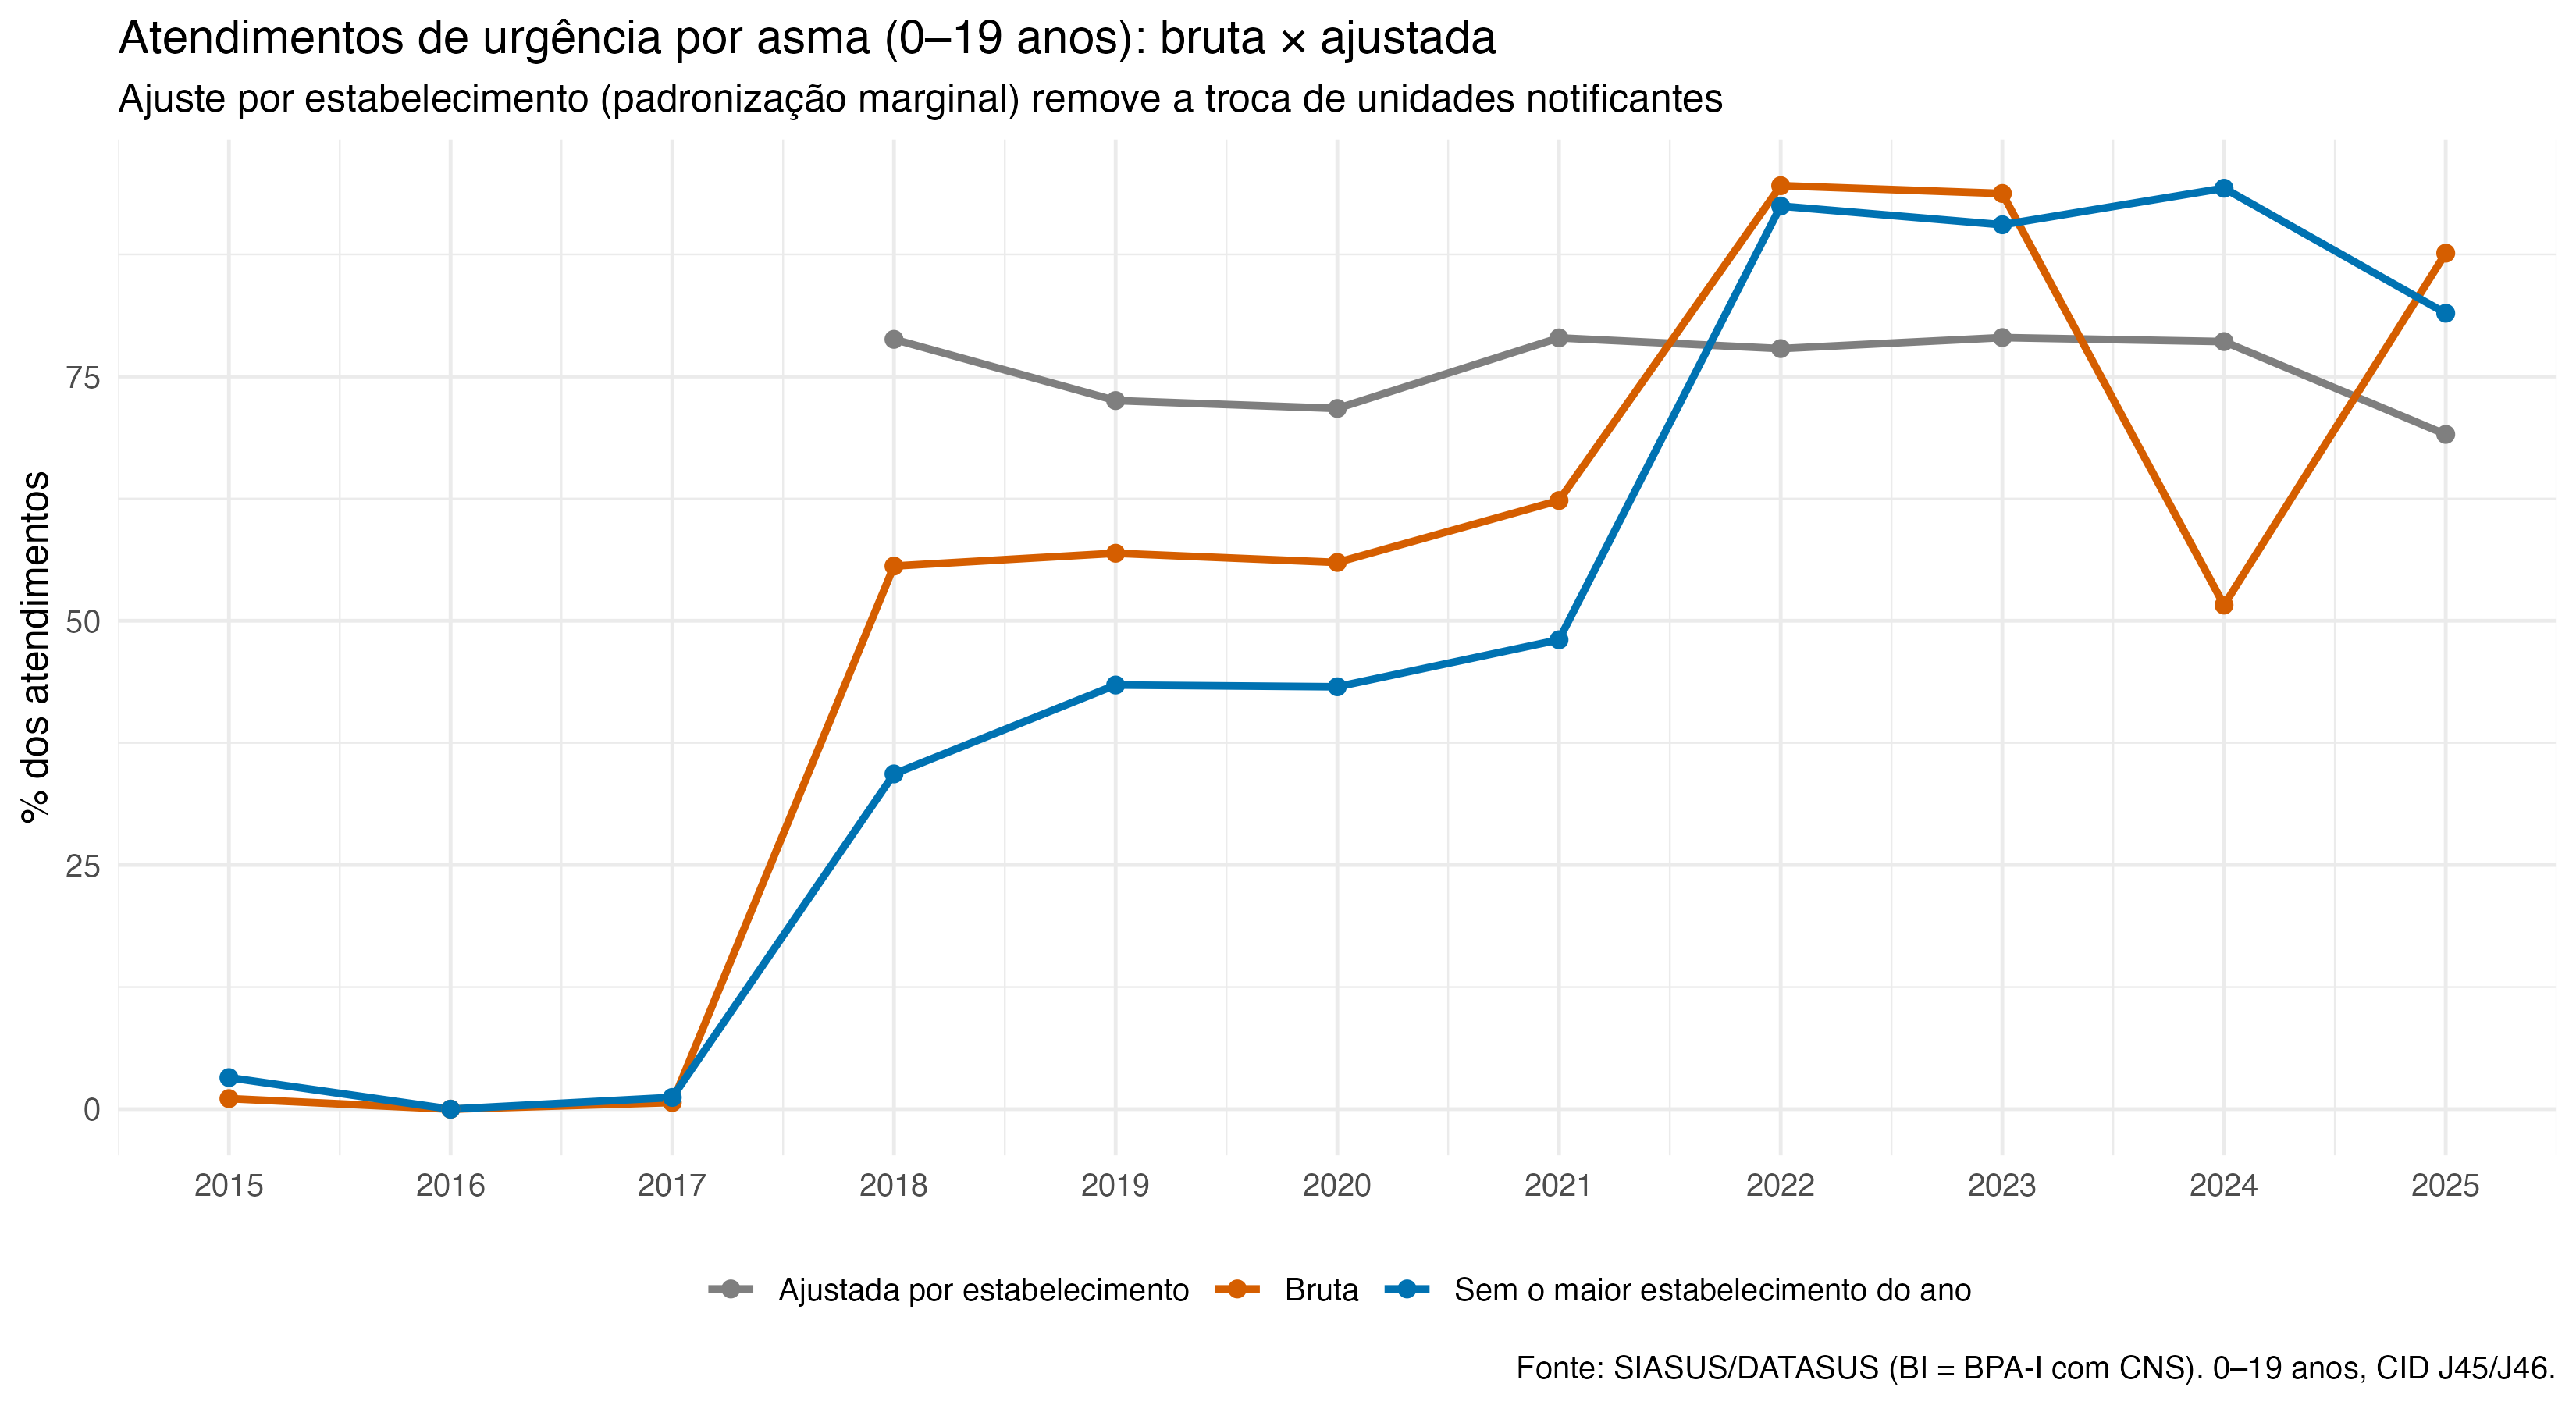 Atendimentos de urgência por asma (0–19 anos): bruta × ajustada
Ajuste por estabelecimento (padronização marginal) remove a troca de unidades notificantes
% dos atendimentos
75
50
25
0
2015 2016 2017 2018 2019 2020 2021 2022 2023 2024 2025
Ajustada por estabelecimento Bruta Sem o maior estabelecimento do ano
Fonte: SIASUS/DATASUS (BI = BPA-I com CNS). 0–19 anos, CID J45/J46.